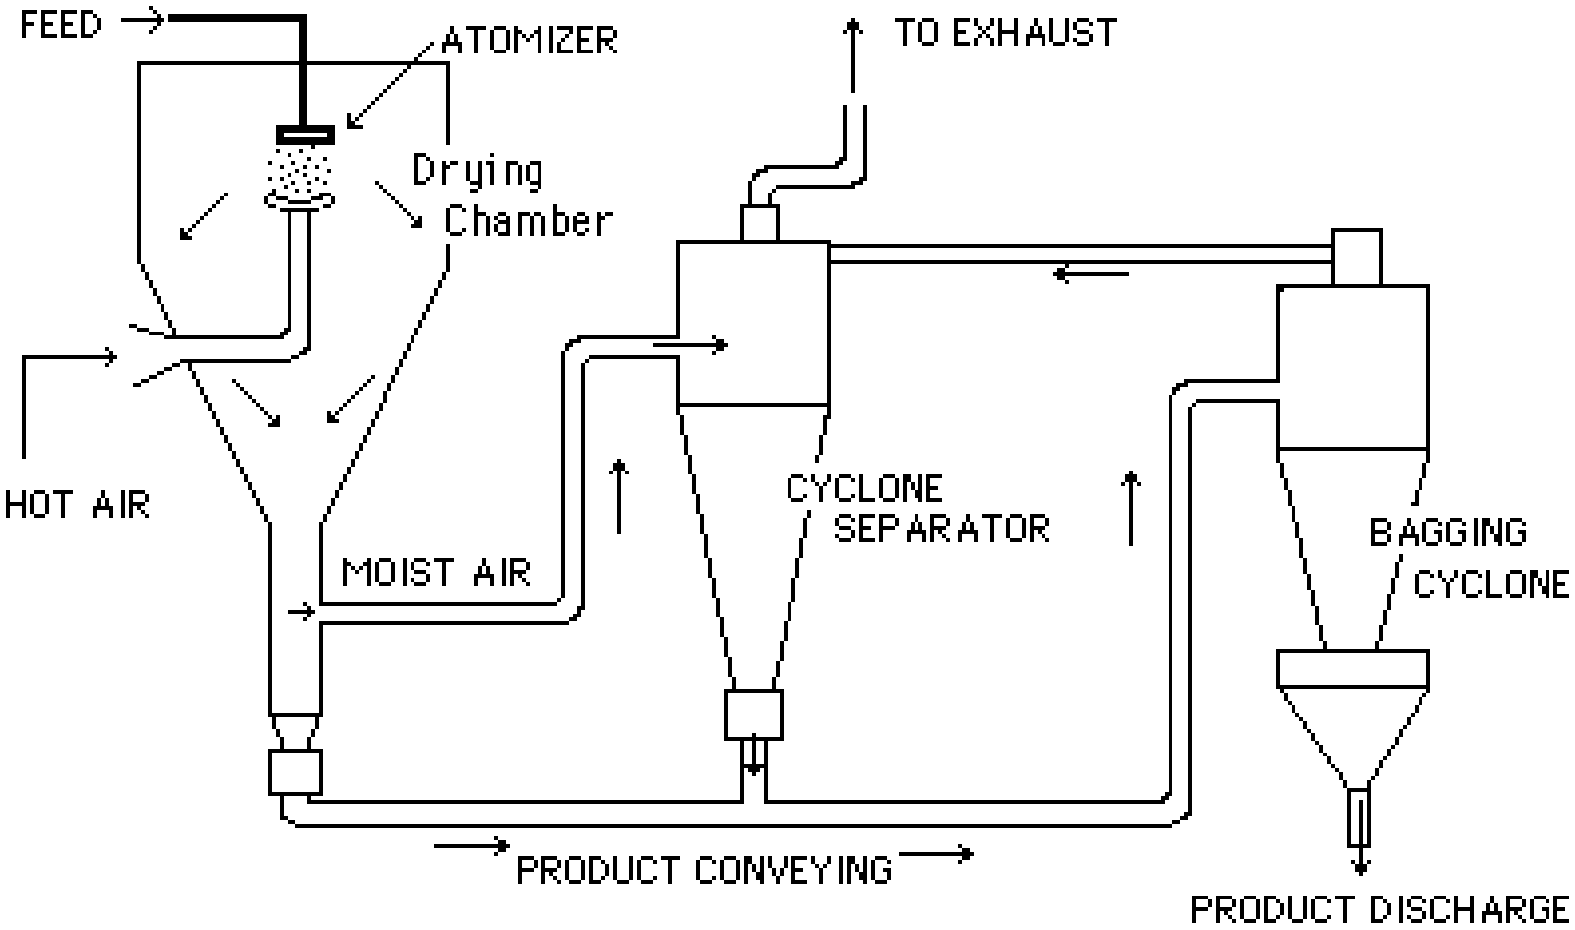 FEED
ATOMIZER
TO EXHAUST
Drying
Chamber
HOT AIR
MOIST AIR
CYCLONE
SEPARATOR
BAGGING
CYCLONE
PRODUCT CONVEYING
PRODUCT DISCHARGE